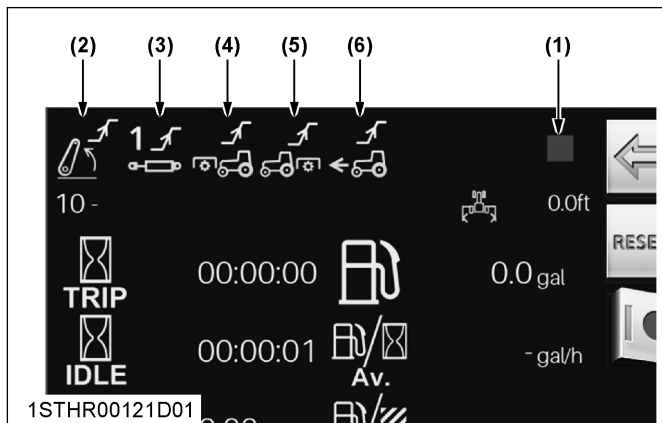 (2) (3) (4) (5) (6) (1)
1
10 - 0.0ft
RESE
TRIP 00:00:00 0.0 gal
IDLE 00:00:01 Av. - gal/h
1STHR00121D01